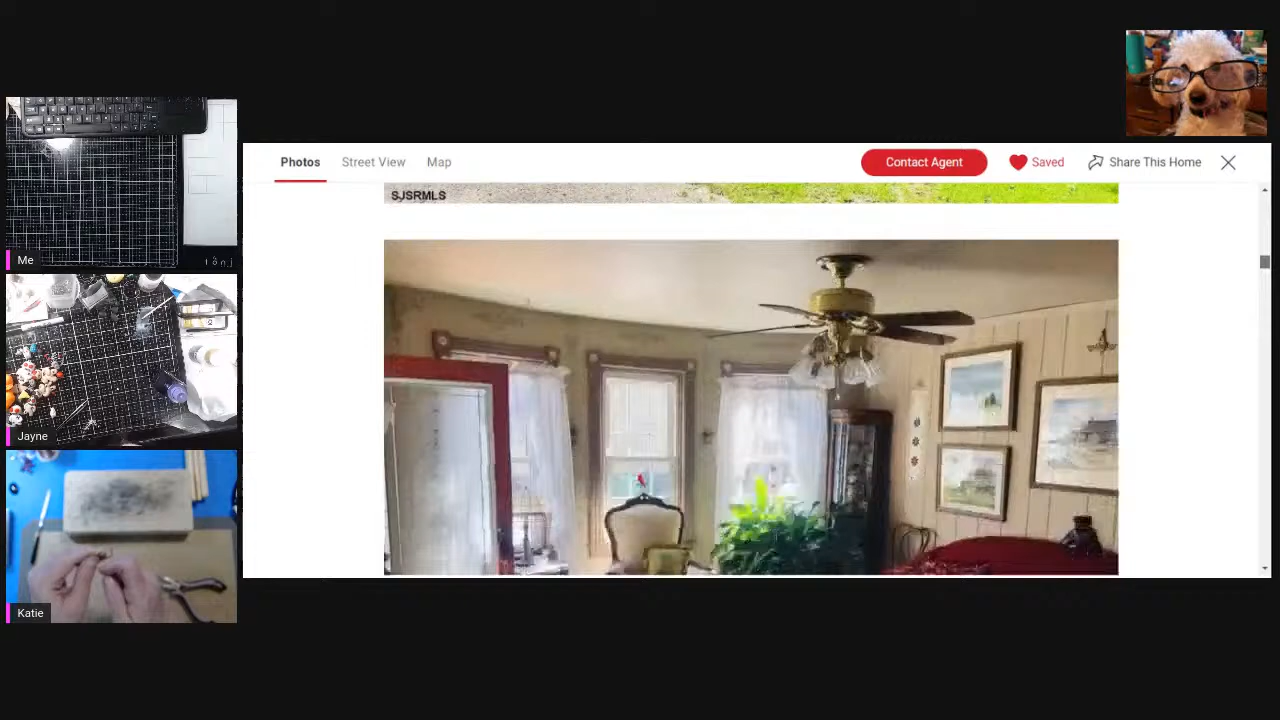 Photos Street View Map Contact Agent Saved Share This Home
SJSRMLS
Me
Jayne
Katie